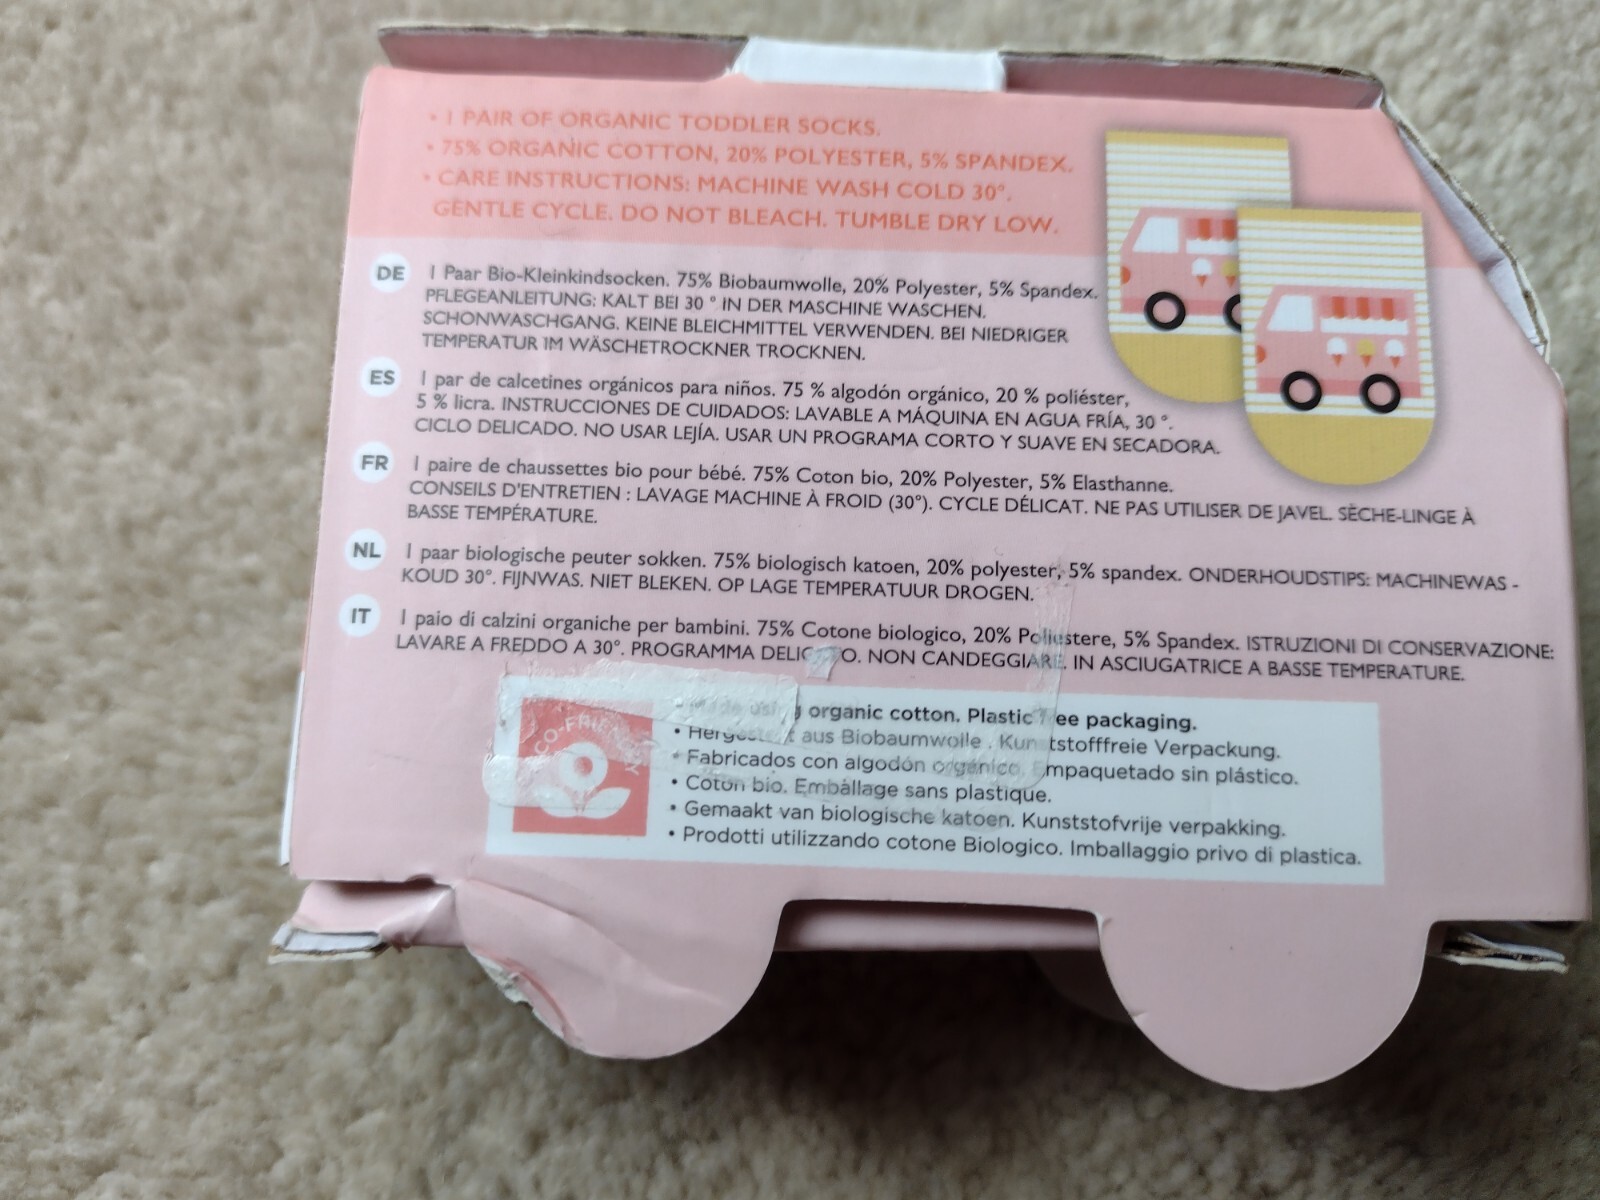 • 1 PAIR OF ORGANIC TODDLER SOCKS.
• 75% ORGANIC COTTON, 20% POLYESTER, 5% SPANDEX.
• CARE INSTRUCTIONS: MACHINE WASH COLD 30°.
GENTLE CYCLE. DO NOT BLEACH. TUMBLE DRY LOW.
DE 1 Paar Bio-Kleinkindsocken. 75% Biobaumwolle, 20% Polyester, 5% Spandex.
PFLEGEANLEITUNG: KALT BEI 30 ° IN DER MASCHINE WASCHEN.
SCHONWASCHGANG. KEINE BLEICHMITTEL VERWENDEN. BEI NIEDRIGER
TEMPERATUR IM WÄSCHETROCKNER TROCKNEN.
ES 1 par de calcetines orgánicos para niños. 75 % algodón orgánico, 20 % poliéster,
5 % licra. INSTRUCCIONES DE CUIDADOS: LAVABLE A MÁQUINA EN AGUA FRÍA, 30 °.
CICLO DELICADO. NO USAR LEJÍA. USAR UN PROGRAMA CORTO Y SUAVE EN SECADORA.
FR 1 paire de chaussettes bio pour bébé. 75% Coton bio, 20% Polyester, 5% Elasthanne.
CONSEILS D'ENTRETIEN : LAVAGE MACHINE À FROID (30°). CYCLE DÉLICAT. NE PAS UTILISER DE JAVEL. SÈCHE-LINGE À
BASSE TEMPÉRATURE.
NL 1 paar biologische peuter sokken. 75% biologisch katoen, 20% polyester, 5% spandex. ONDERHOUDSTIPS: MACHINEWAS -
KOUD 30°. FIJNWAS. NIET BLEKEN. OP LAGE TEMPERATUUR DROGEN.
IT 1 paio di calzini organiche per bambini. 75% Cotone biologico, 20% Poliestere, 5% Spandex. ISTRUZIONI DI CONSERVAZIONE:
LAVARE A FREDDO A 30°. PROGRAMMA DELICATO. NON CANDEGGIARE. IN ASCIUGATRICE A BASSE TEMPERATURE.
ECO-FRIENDLY
• Made using organic cotton. Plastic free packaging.
• Hergestellt aus Biobaumwolle . Kunststofffreie Verpackung.
• Fabricados con algodón orgánico. Empaquetado sin plástico.
• Coton bio. Emballage sans plastique.
• Gemaakt van biologische katoen. Kunststofvrije verpakking.
• Prodotti utilizzando cotone Biologico. Imballaggio privo di plastica.